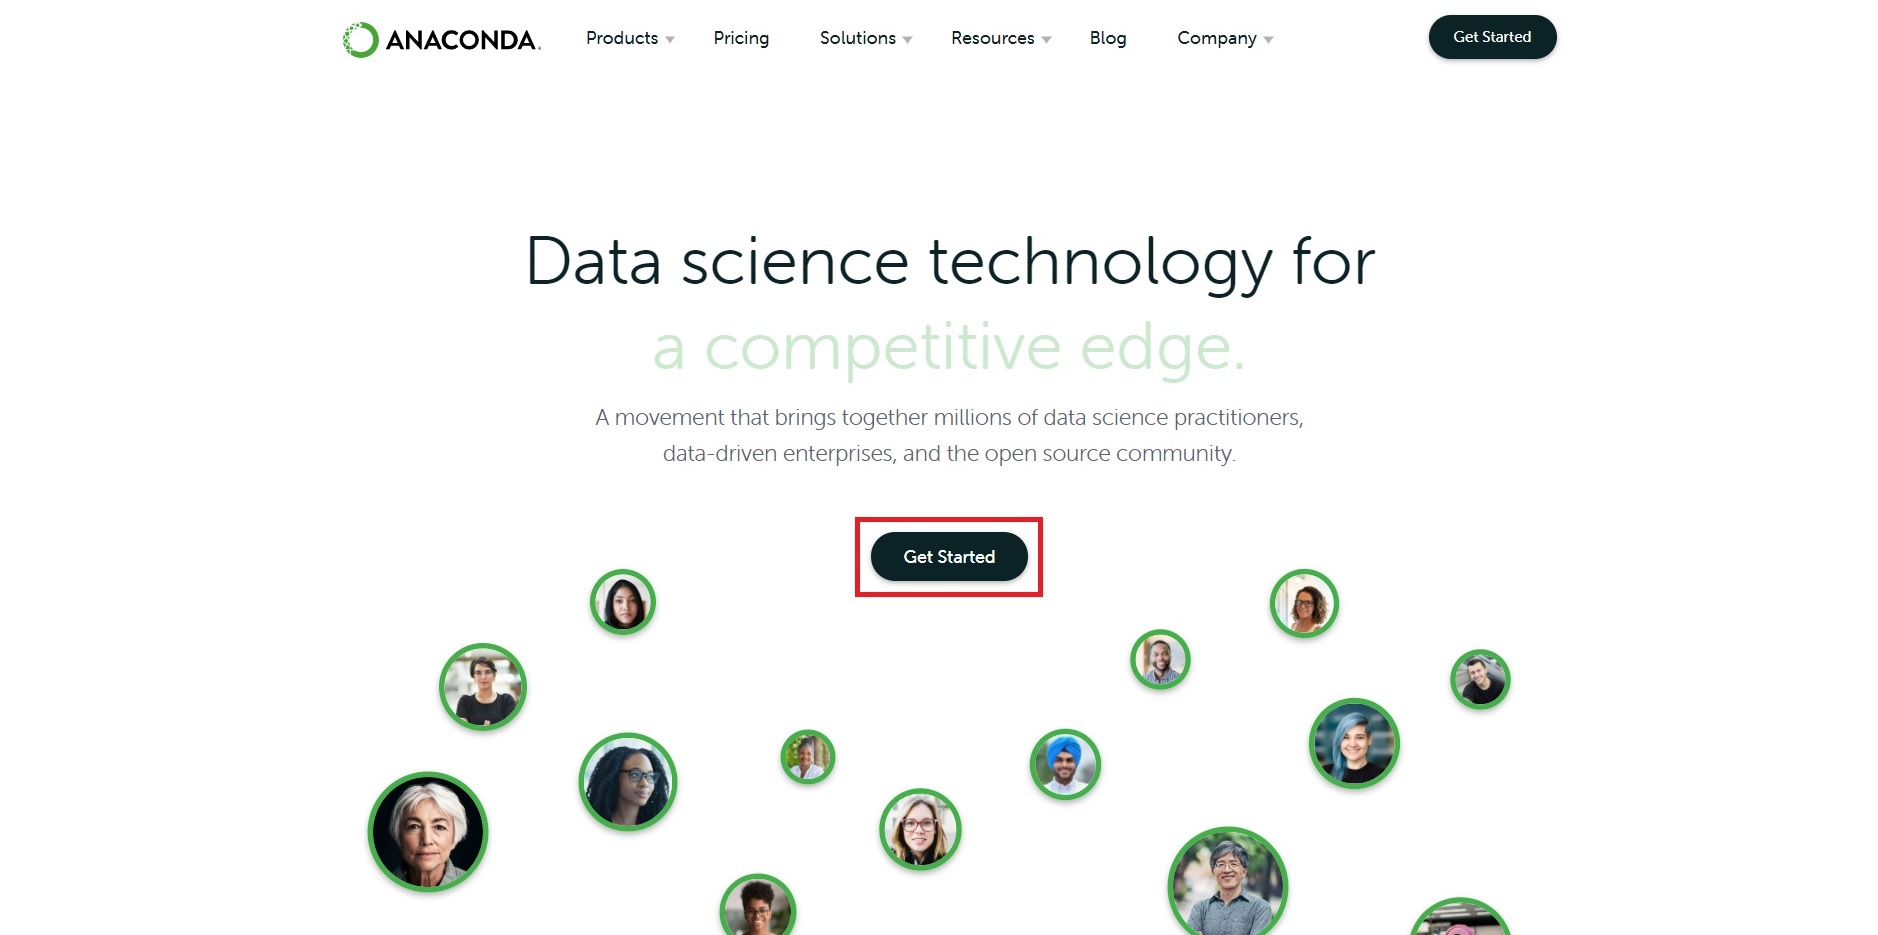 ANACONDA.
Products
Pricing
Solutions
Resources
Blog
Company
Get Started
Data science technology for
a competitive edge.
A movement that brings together millions of data science practitioners,
data-driven enterprises, and the open source community.
Get Started